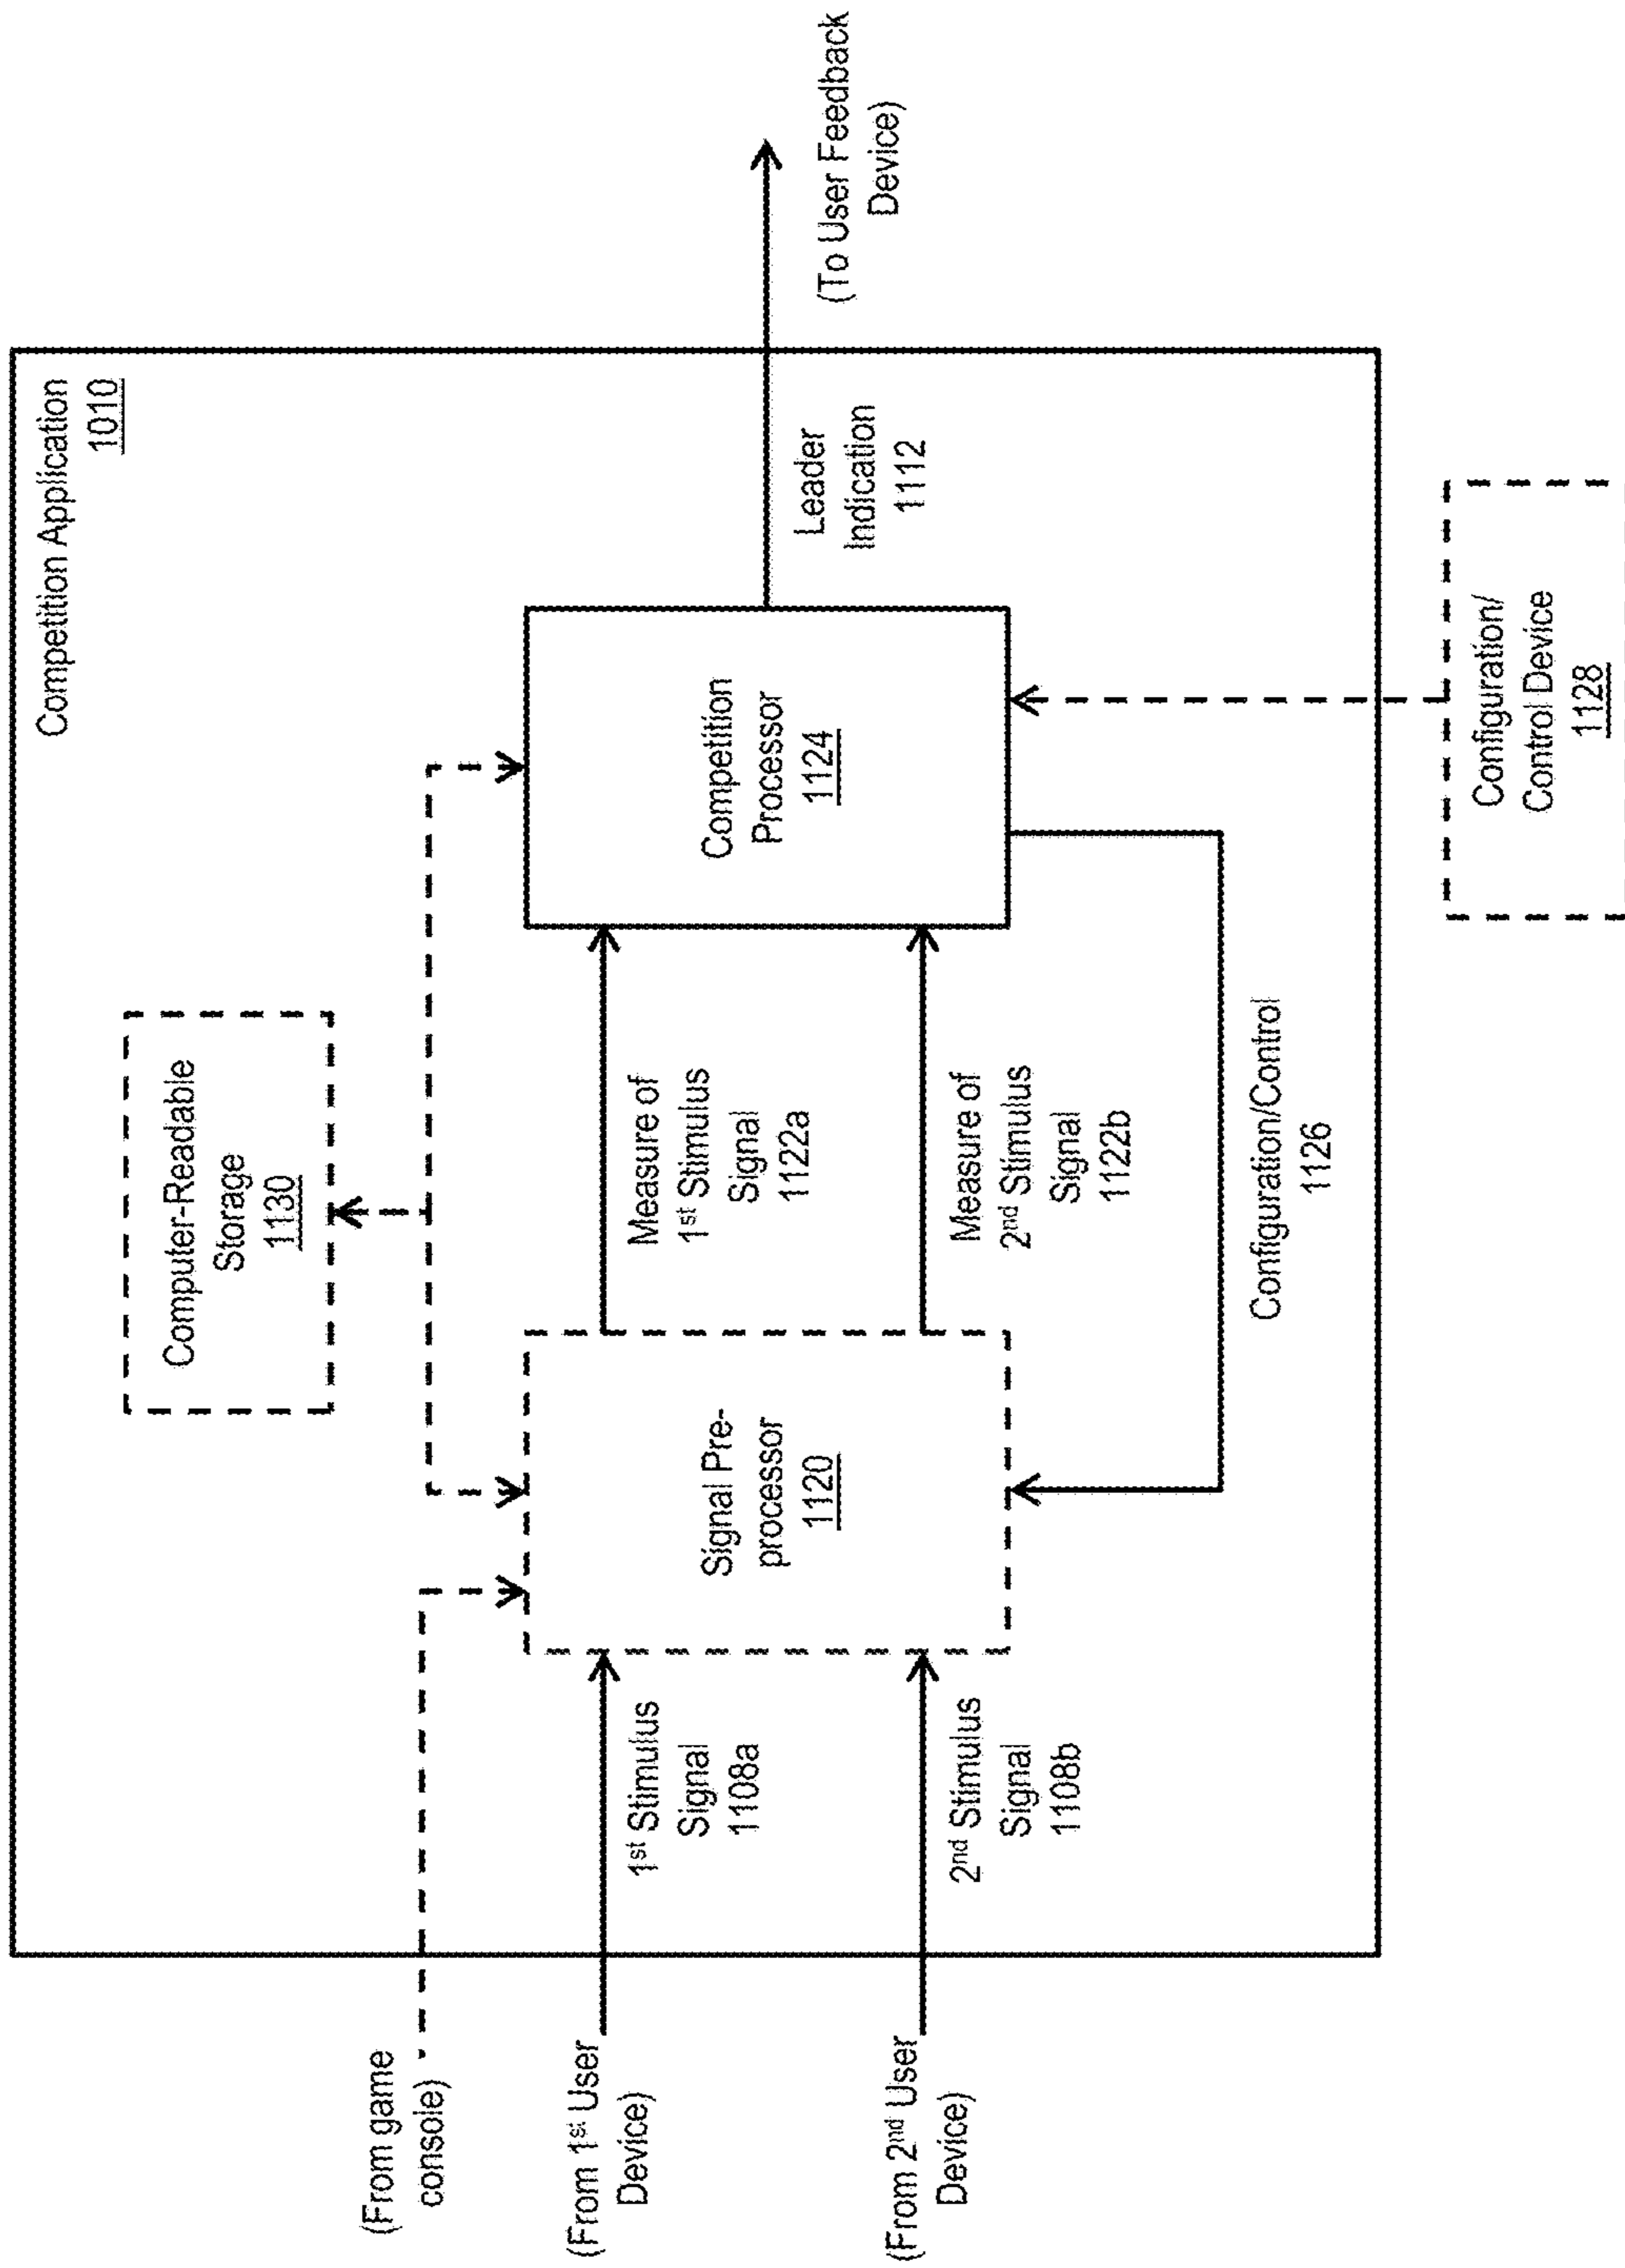 Competition Application
1010
Computer-Readable
Storage
1130
(From game
console)
(From 1st User
Device)
(From 2nd User
Device)
1st Stimulus
Signal
1108a
2nd Stimulus
Signal
1108b
Signal Pre-
processor
1120
Measure of
1st Stimulus
Signal
1122a
Measure of
2nd Stimulus
Signal
1122b
Competition
Processor
1124
Leader
Indication
1112
(To User Feedback
Device)
Configuration/Control
1126
Configuration/
Control Device
1128